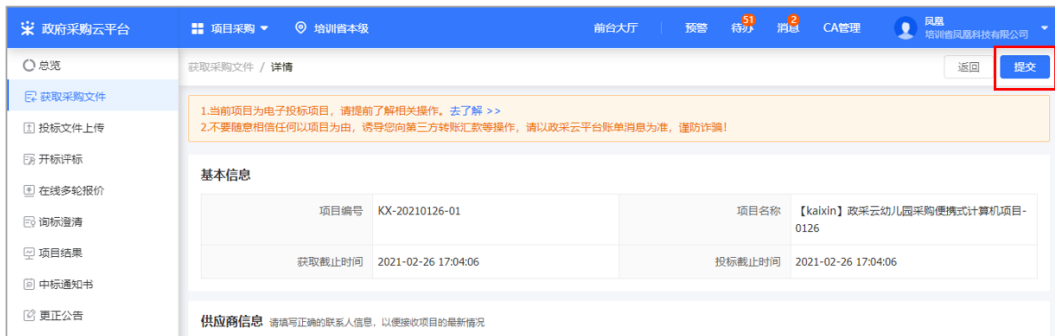 政府采购云平台 项目采购 培训省本级 前台大厅 预警 待办 51 消息 2 CA管理 凤凰
培训省凤凰科技有限公司
总览
获取采购文件 / 详情 返回 提交
获取采购文件
1.当前项目为电子投标项目，请提前了解相关操作。去了解 >>
2.不要随意相信任何以项目为由，诱导您向第三方转账汇款等操作，请以政采云平台账单消息为准，谨防诈骗！
投标文件上传
开标评标
基本信息
在线多轮报价
项目编号 KX-20210126-01 项目名称 【kaixin】政采云幼儿园采购便携式计算机项目-
0126
询标澄清
项目结果
获取截止时间 2021-02-26 17:04:06 投标截止时间 2021-02-26 17:04:06
中标通知书
更正公告
供应商信息 请填写正确的联系人信息，以便接收项目的最新情况